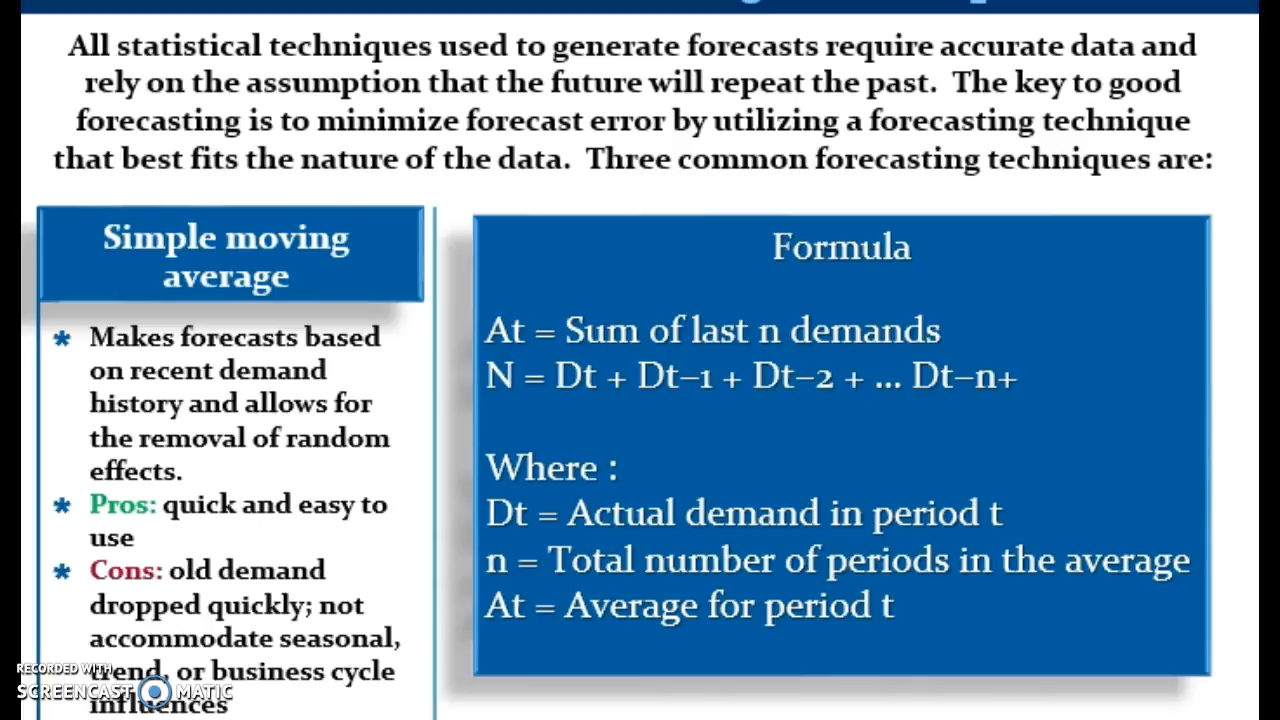 All statistical techniques used to generate forecasts require accurate data and
rely on the assumption that the future will repeat the past. The key to good
forecasting is to minimize forecast error by utilizing a forecasting technique
that best fits the nature of the data. Three common forecasting techniques are:
Simple moving
average
* Makes forecasts based
on recent demand
history and allows for
the removal of random
effects.
* Pros: quick and easy to
use
* Cons: old demand
dropped quickly; not
accommodate seasonal,
trend, or business cycle
influences
Formula
At = Sum of last n demands
N = Dt + Dt–1 + Dt–2 + ... Dt–n+
Where :
Dt = Actual demand in period t
n = Total number of periods in the average
At = Average for period t
RECORDED WITH
SCREENCAST MATIC